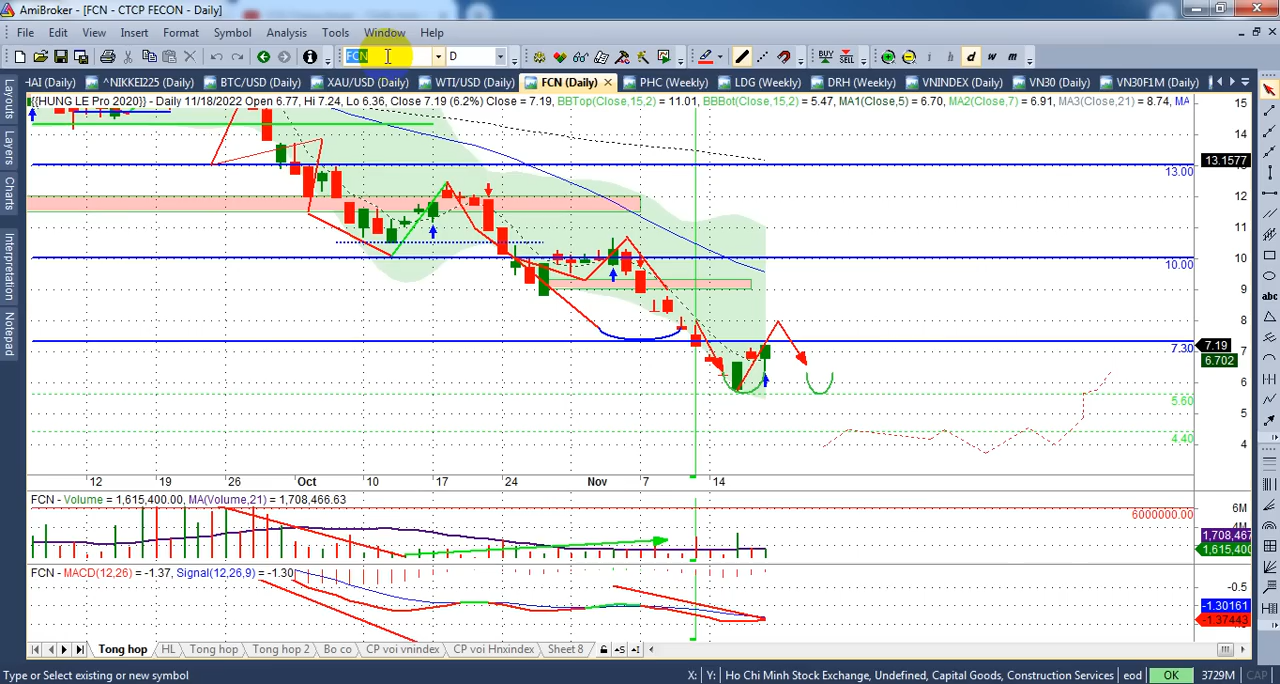 AmiBroker - [FCN - CTCP FECON - Daily]
File Edit View Insert Format Symbol Analysis Tools Window Help
FCN D i h d w m
BUY SELL
-IAI (Daily) ^NIKKEI225 (Daily) BTC/USD (Daily) XAU/USD (Daily) WTI/USD (Daily) FCN (Daily) PHC (Weekly) LDG (Weekly) DRH (Weekly) VNINDEX (Daily) VN30 (Daily) VN30F1M (Daily)
{{HUNG LE Pro 2020}} - Daily 11/18/2022 Open 6.77, Hi 7.24, Lo 6.36, Close 7.19 (6.2%) Close = 7.19, BBTop(Close,15,2) = 11.01, BBBot(Close,15,2) = 5.47, MA1(Close,5) = 6.70, MA2(Close,7) = 6.91, MA3(Close,21) = 8.74, MA
Layouts
Layers
Charts
Interpretation
Notepad
15
14
13.1577
13.00
12
11
10
10.00
9
8
7.30
7.19
7
6.702
6
5.60
5
4.40
4
12 19 26 Oct 10 17 24 Nov 7 14
abc
FCN - Volume = 1,615,400.00, MA(Volume,21) = 1,708,466.63
6M
6000000.00
4M
1,708,467
1,615,400
FCN - MACD(12,26) = -1.37, Signal(12,26,9) = -1.30
-0.5
-1.30161
-1.37443
Tong hop HL Tong hop Tong hop 2 Bo co CP voi vnindex CP voi Hnxindex Sheet 8
Type or Select existing or new symbol X: Y: Ho Chi Minh Stock Exchange, Undefined, Capital Goods, Construction Services eod OK 3729M CAP